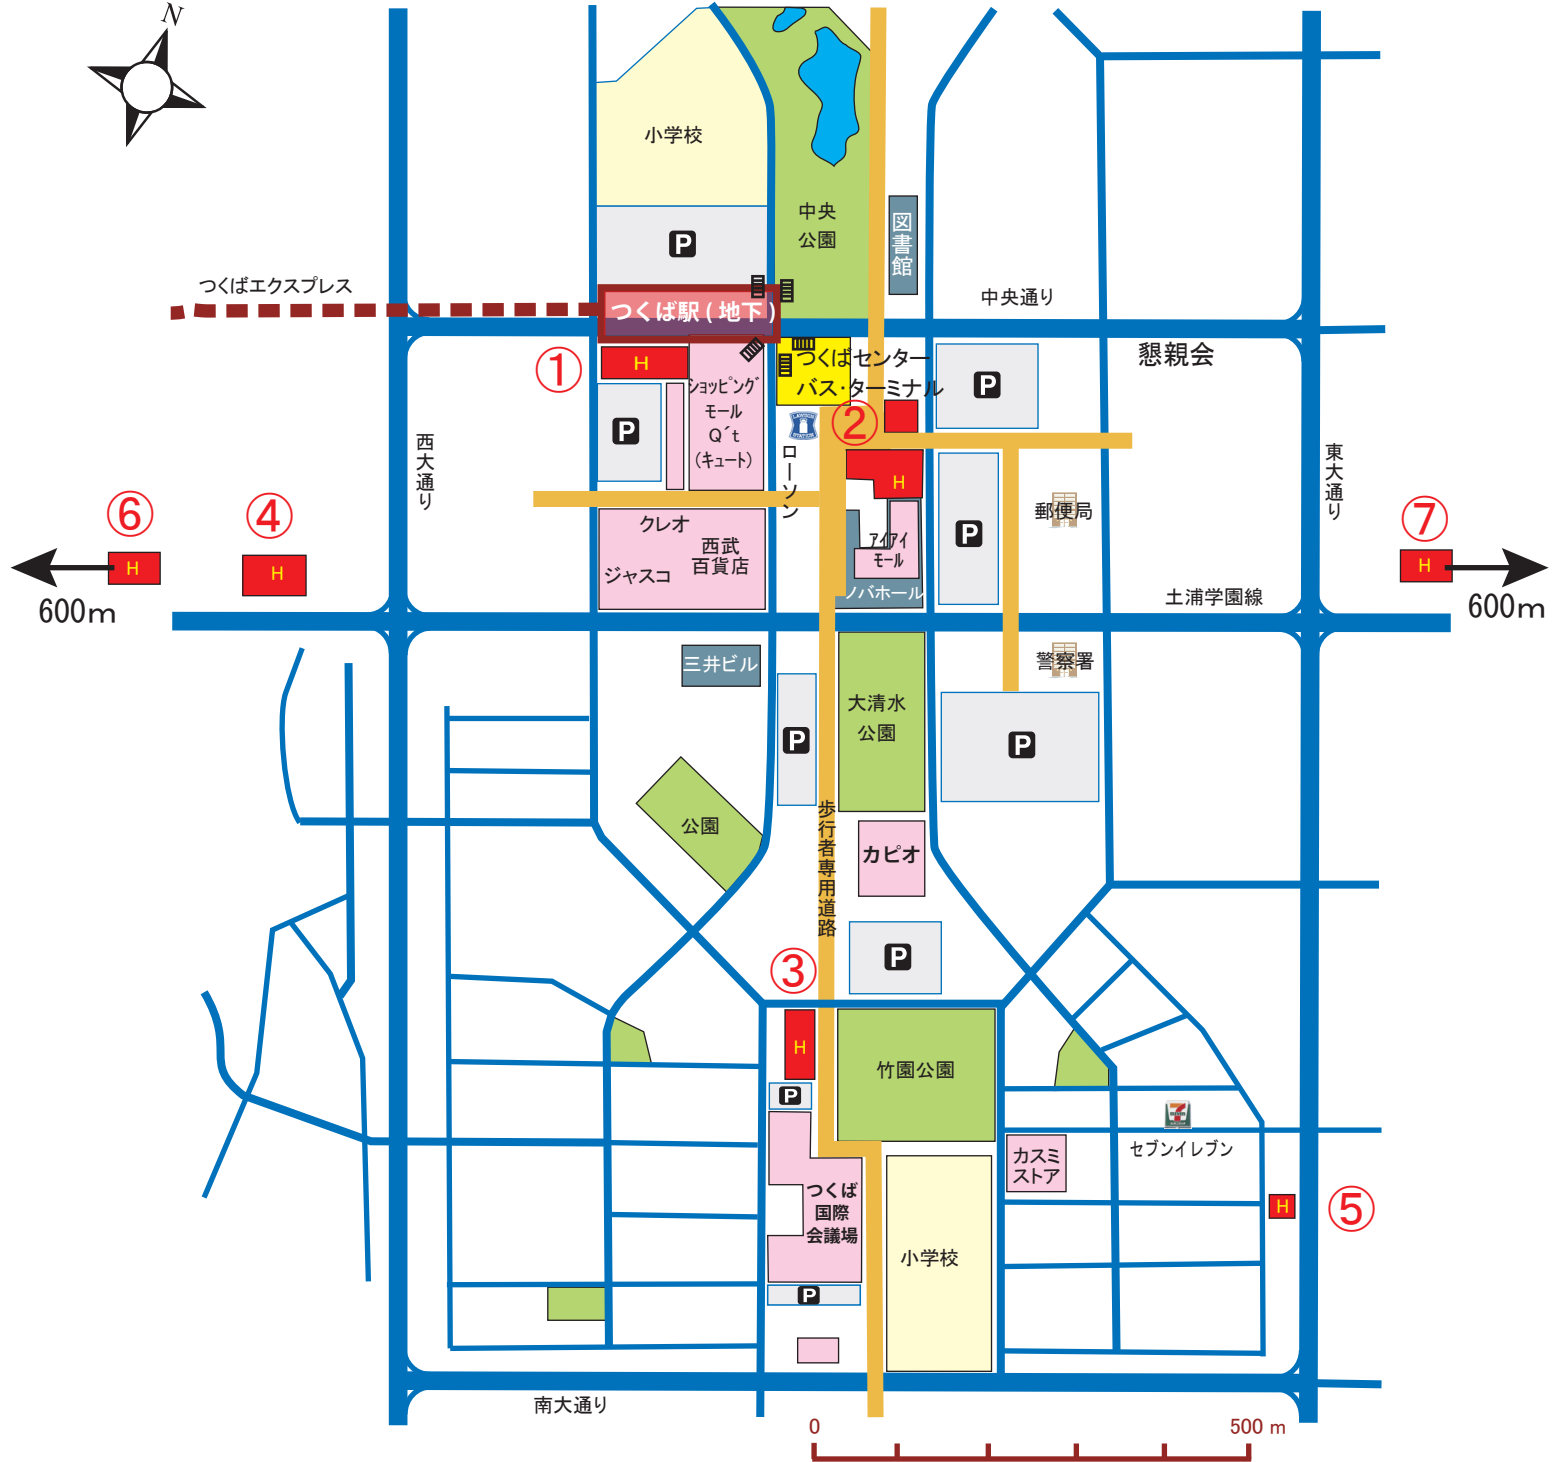 N
小学校
P
中央
公園
図書館
つくばエクスプレス
つくば駅(地下)
中央通り
懇親会
①
H
ショッピング
モール
Q´t
(キュート)
P
つくばセンター
バス・ターミナル
②
P
LAWSON
STATION
ローソン
西大通り
東大通り
H
P
郵便局
⑥
H
600m
④
H
⑦
H
600m
クレオ
西武
百貨店
ジャスコ
アイアイ
モール
ノバホール
土浦学園線
三井ビル
警察署
P
大清水
公園
P
公園
歩行者専用道路
カピオ
P
③
H
竹園公園
P
つくば
国際
会議場
P
カスミ
ストア
セブンイレブン
小学校
H
⑤
南大通り
0
500 m